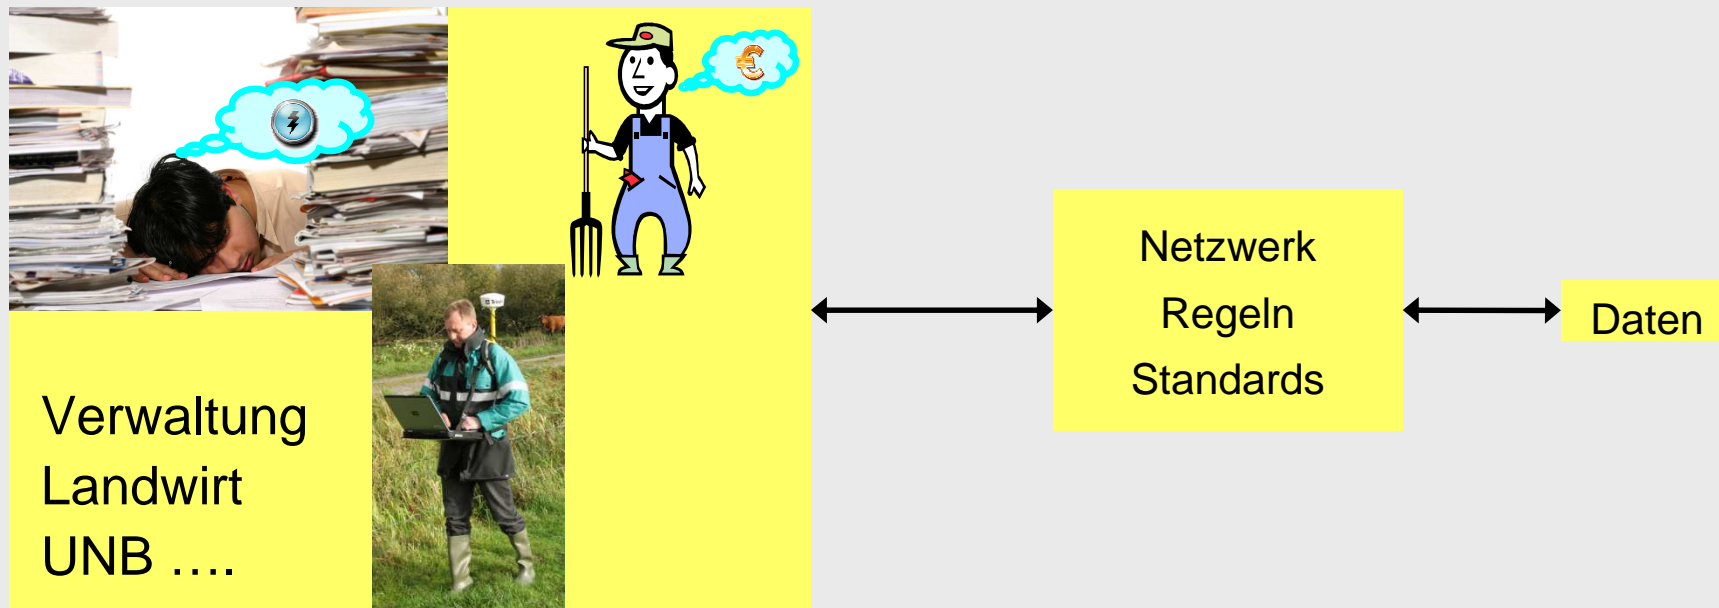 €
Verwaltung
Landwirt
UNB ….
Netzwerk
Regeln
Standards
Daten